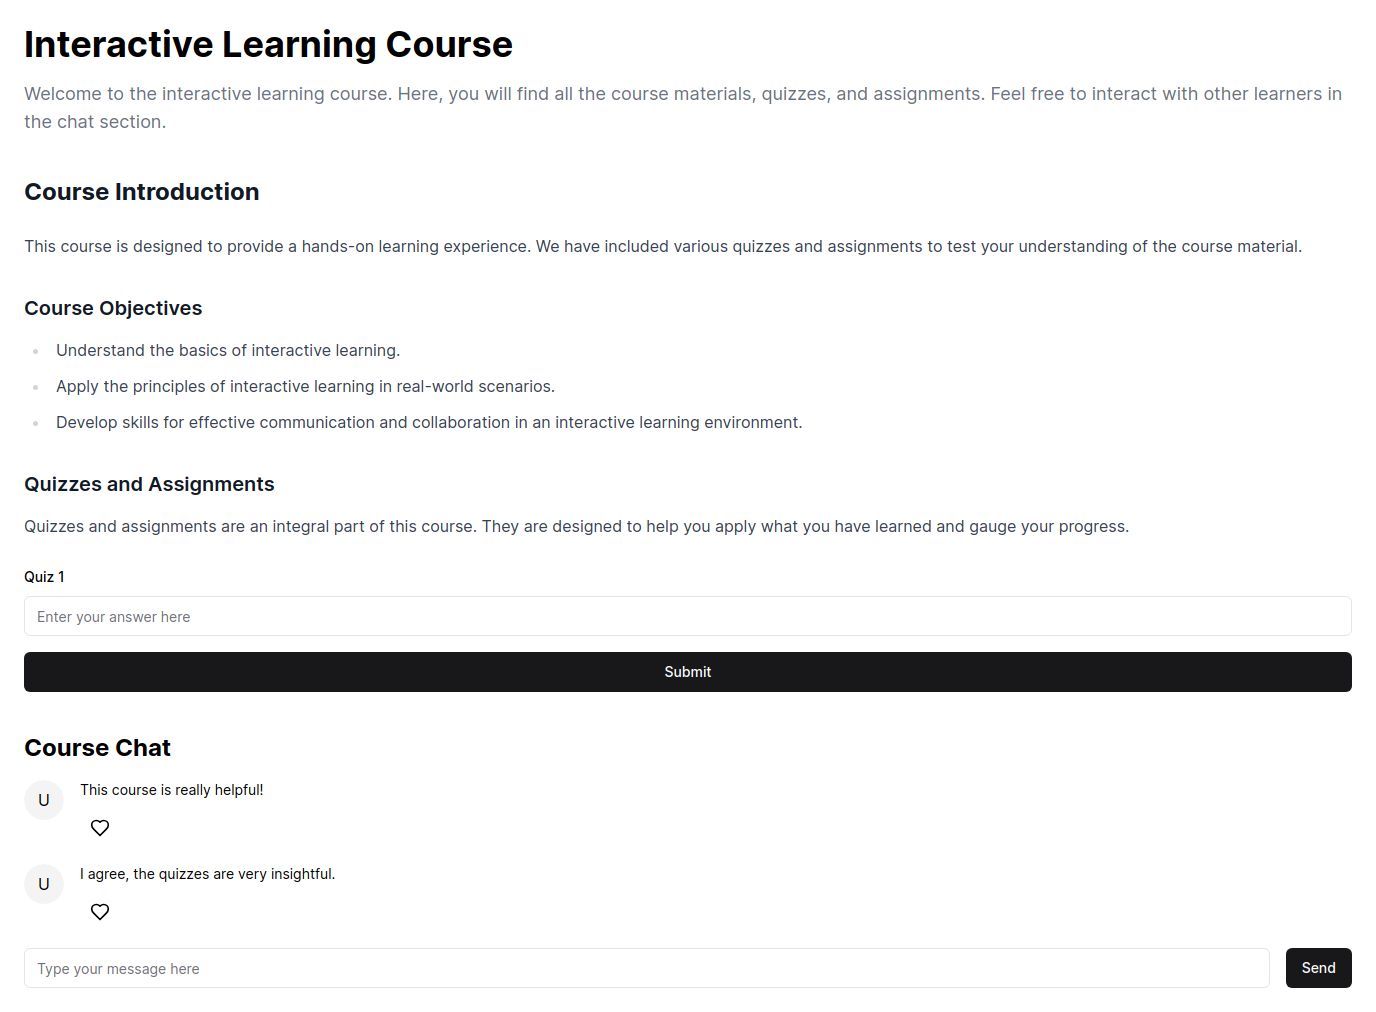 Interactive Learning Course
Welcome to the interactive learning course. Here, you will find all the course materials, quizzes, and assignments. Feel free to interact with other learners in
the chat section.
Course Introduction
This course is designed to provide a hands-on learning experience. We have included various quizzes and assignments to test your understanding of the course material.
Course Objectives
Understand the basics of interactive learning.
Apply the principles of interactive learning in real-world scenarios.
Develop skills for effective communication and collaboration in an interactive learning environment.
Quizzes and Assignments
Quizzes and assignments are an integral part of this course. They are designed to help you apply what you have learned and gauge your progress.
Quiz 1
Enter your answer here
Submit
Course Chat
U
This course is really helpful!
U
I agree, the quizzes are very insightful.
Type your message here
Send